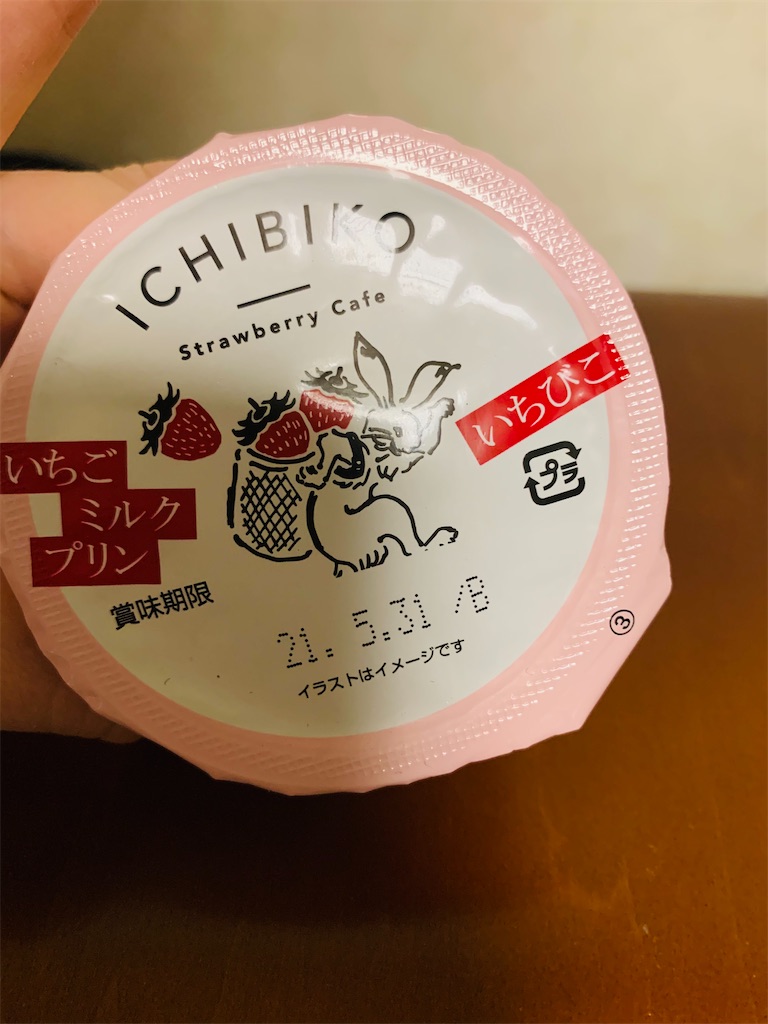 ICHIBIKO
Strawberry Cafe
いちびこ
プラ
いちご
ミルク
プリン
賞味期限
21. 5.31 /B
イラストはイメージです
③